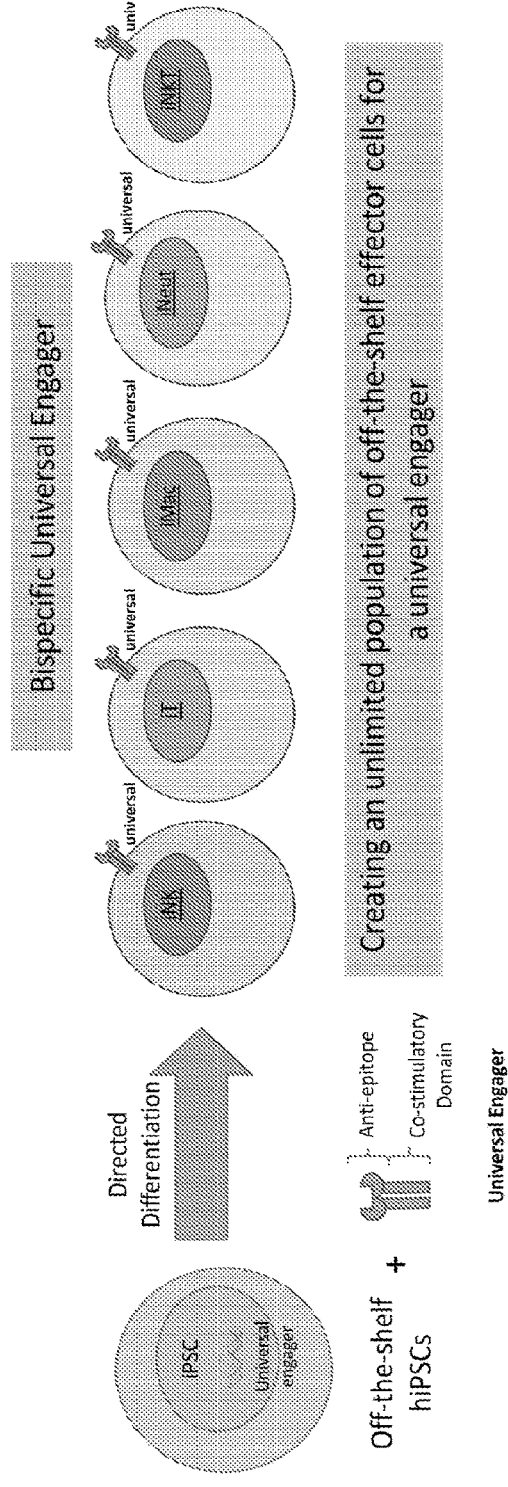 Bispecific Universal Engager
iPSC
Universal
engager
Directed
Differentiation
iNK
universal
iT
universal
iMac
universal
iNeut
universal
iNKT
univ
Off-the-shelf
hiPSCs
+
Anti-epitope
Co-stimulatory
Domain
Universal Engager
Creating an unlimited population of off-the-shelf effector cells for
a universal engager